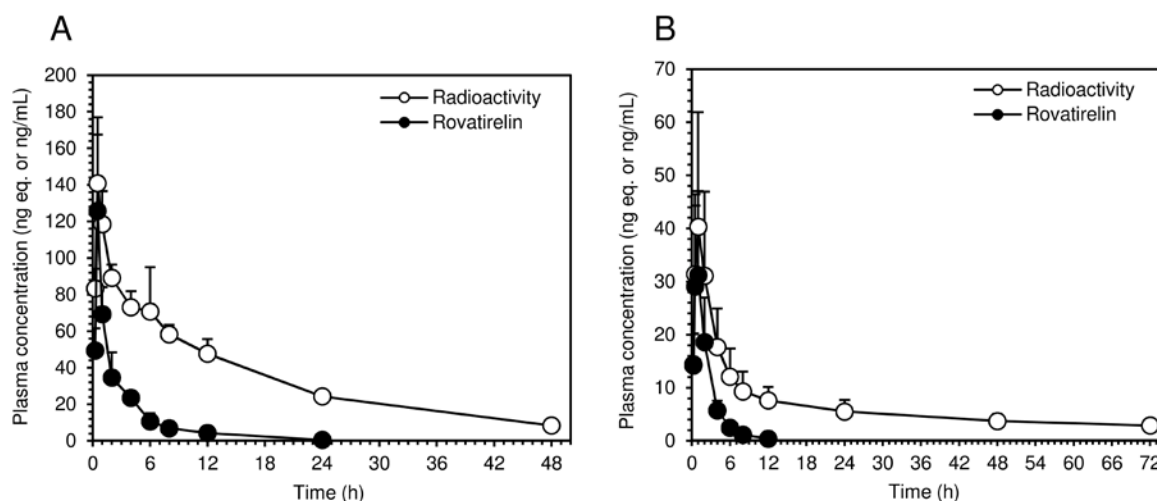 A
Plasma concentration (ng eq. or ng/mL)
200
180
160
140
120
100
80
60
40
20
0
Radioactivity
Rovatirelin
0 6 12 18 24 30 36 42 48
Time (h)
B
Plasma concentration (ng eq. or ng/mL)
70
60
50
40
30
20
10
0
Radioactivity
Rovatirelin
0 6 12 18 24 30 36 42 48 54 60 66 72
Time (h)